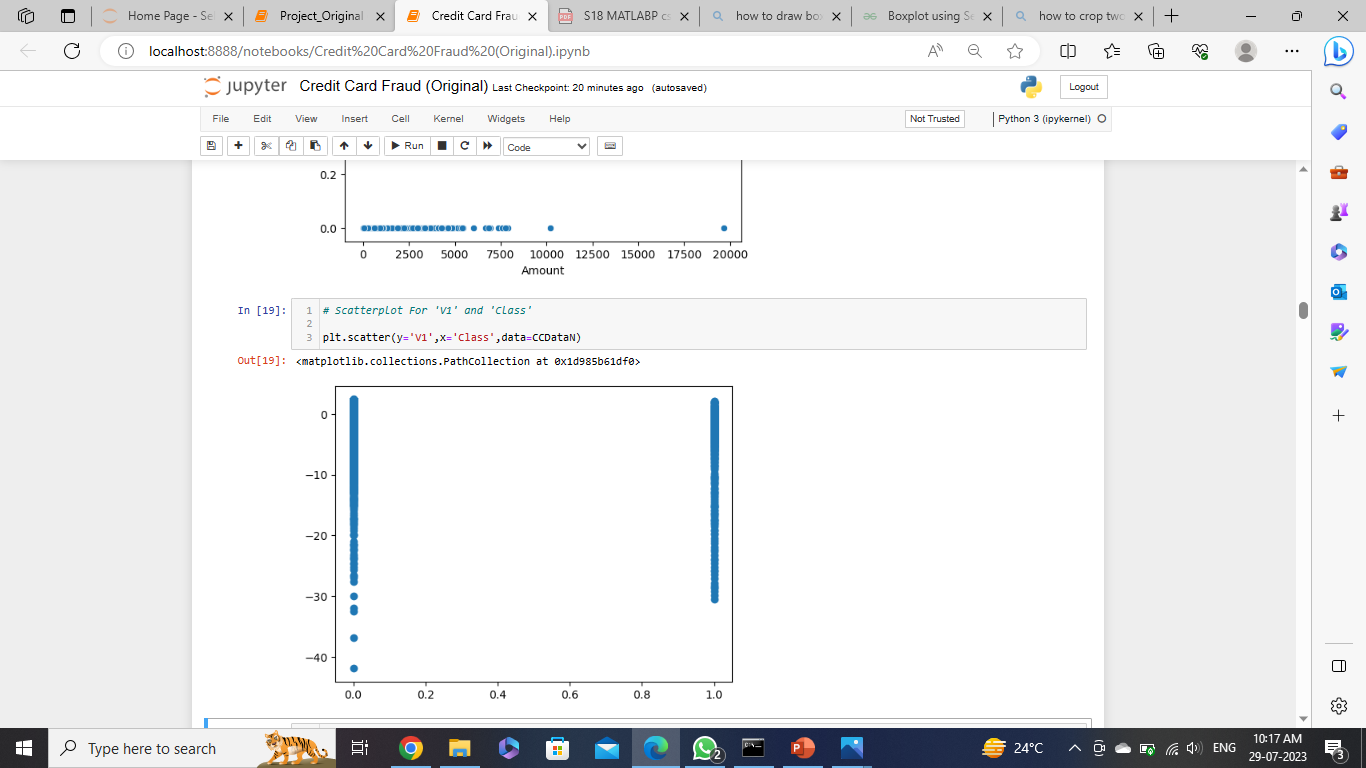 Home Page - Sel
Project_Original
Credit Card Frau
S18 MATLABP cs
how to draw box
Boxplot using Se
how to crop two
localhost:8888/notebooks/Credit%20Card%20Fraud%20(Original).ipynb
jupyter Credit Card Fraud (Original) Last Checkpoint: 20 minutes ago (autosaved)
Logout
File Edit View Insert Cell Kernel Widgets Help
Not Trusted
Python 3 (ipykernel)
Run
Code
0.2
0.0
0 2500 5000 7500 10000 12500 15000 17500 20000
Amount
In [19]:
1 # Scatterplot For 'V1' and 'Class'
2
3 plt.scatter(y='V1',x='Class',data=CCDataN)
Out[19]: <matplotlib.collections.PathCollection at 0x1d985b61df0>
0
−10
−20
−30
−40
0.0 0.2 0.4 0.6 0.8 1.0
Type here to search
2
24°C
ENG
10:17 AM
29-07-2023
3